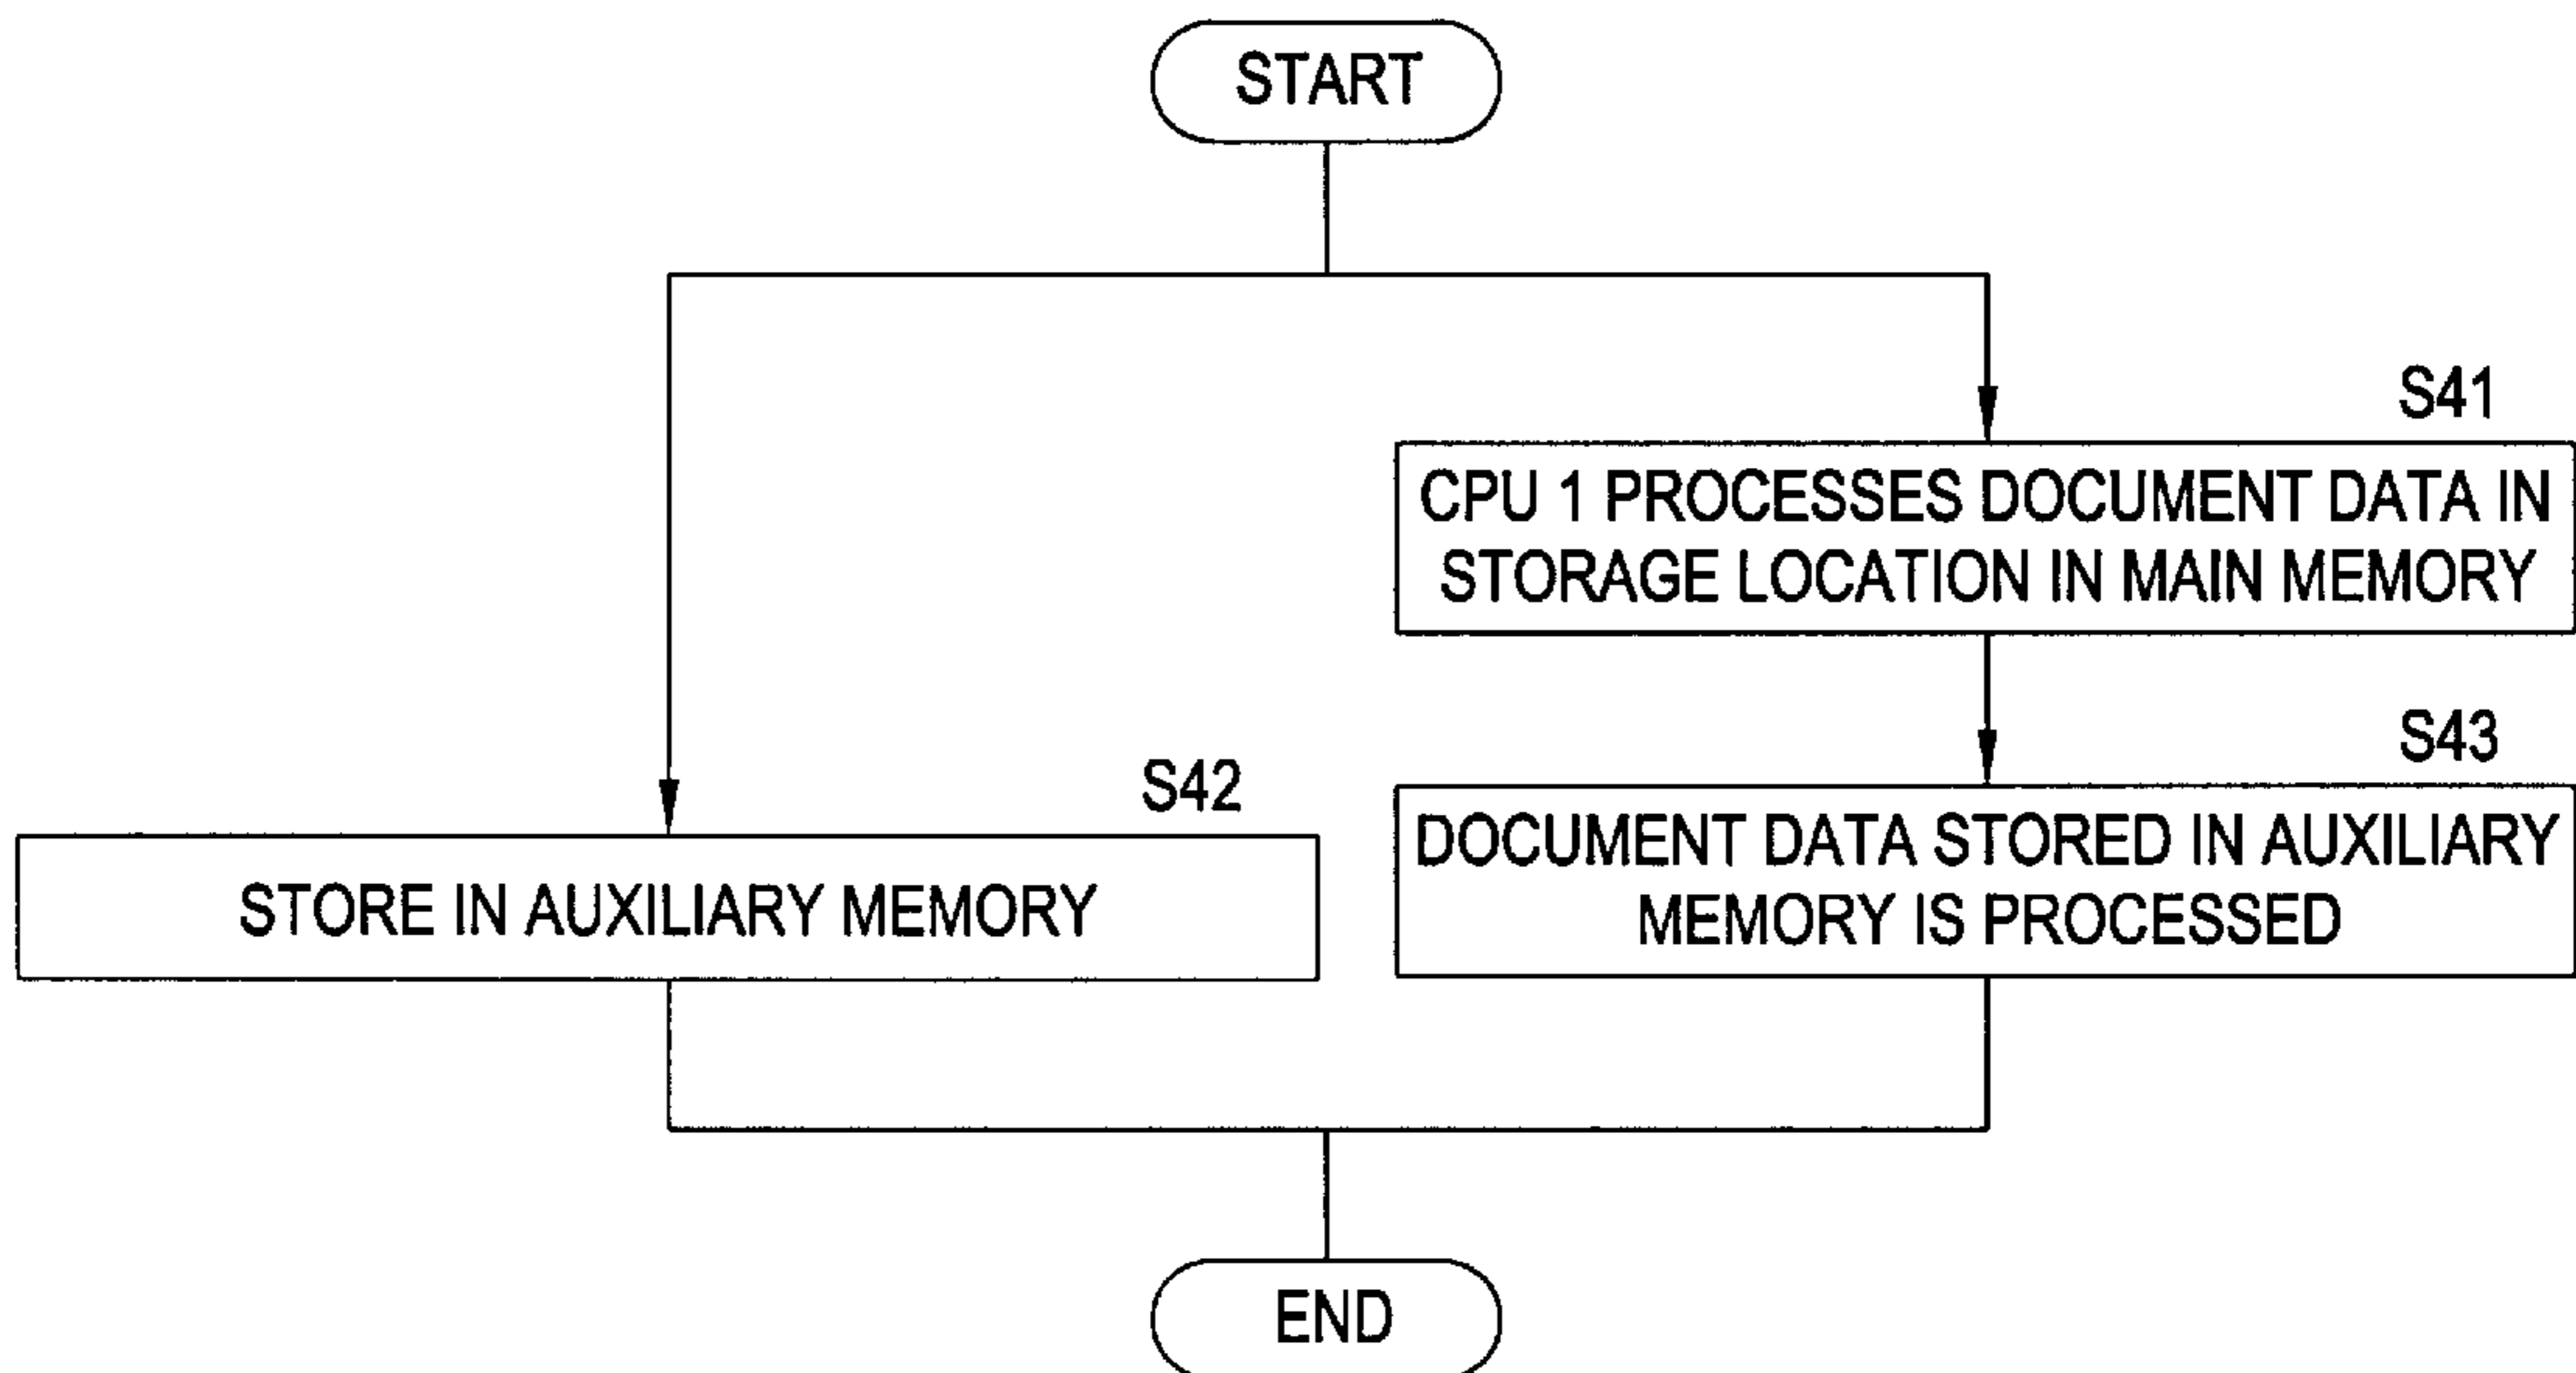 START
S41
CPU 1 PROCESSES DOCUMENT DATA IN
STORAGE LOCATION IN MAIN MEMORY
S42
STORE IN AUXILIARY MEMORY
S43
DOCUMENT DATA STORED IN AUXILIARY
MEMORY IS PROCESSED
END